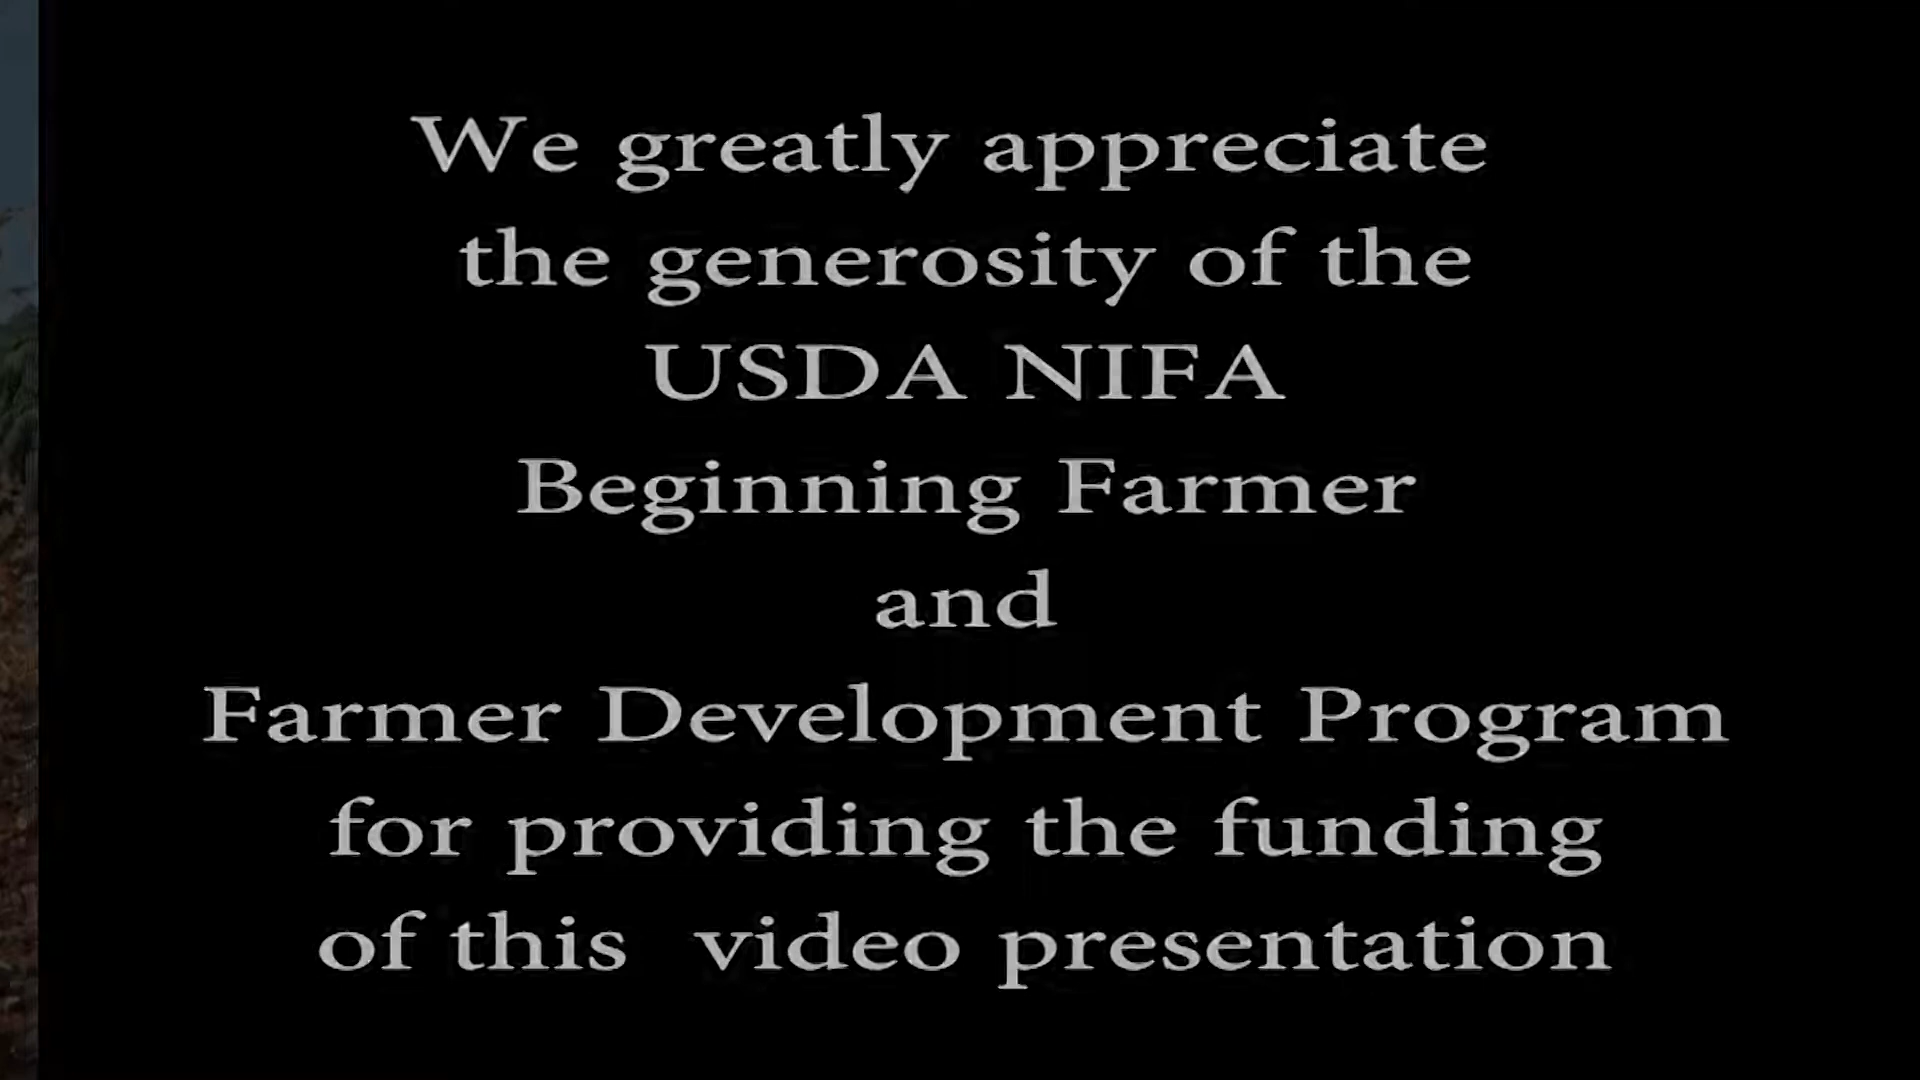 We greatly appreciate
the generosity of the
USDA NIFA
Beginning Farmer
and
Farmer Development Program
for providing the funding
of this video presentation